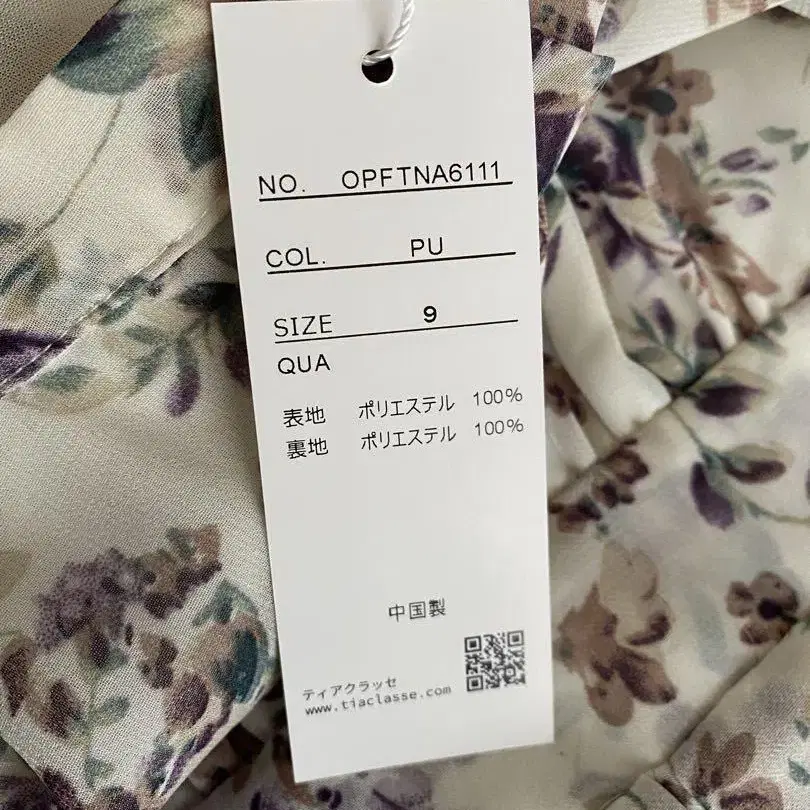 NO. OPFTNA6111
COL. PU
SIZE 9
QUA
表地 ポリエステル 100%
裏地 ポリエステル 100%
中国製
ティアクラッセ
www.tiaclasse.com